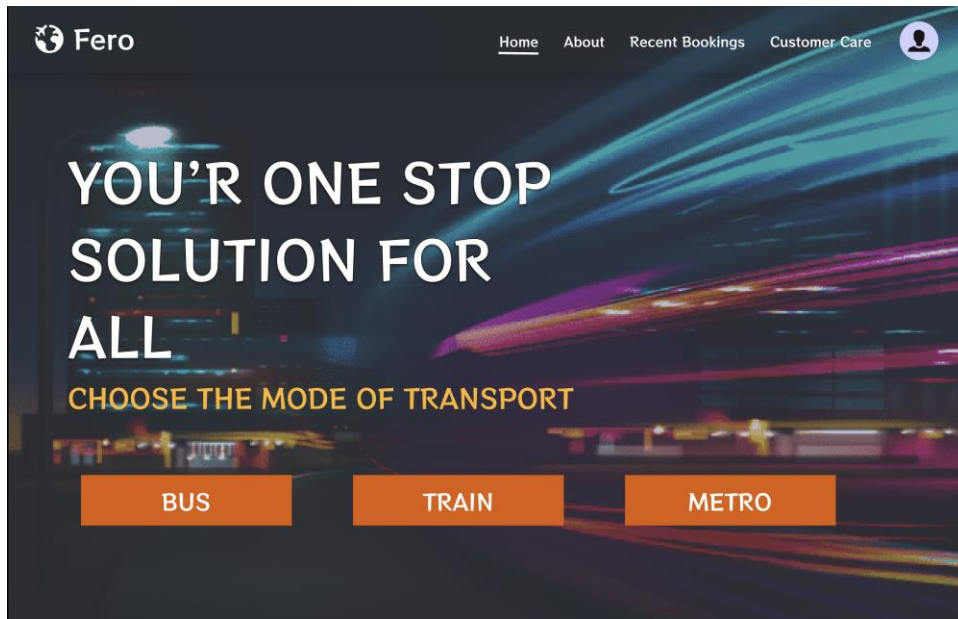 Fero
Home About Recent Bookings Customer Care
YOU'R ONE STOP
SOLUTION FOR
ALL
CHOOSE THE MODE OF TRANSPORT
BUS TRAIN METRO